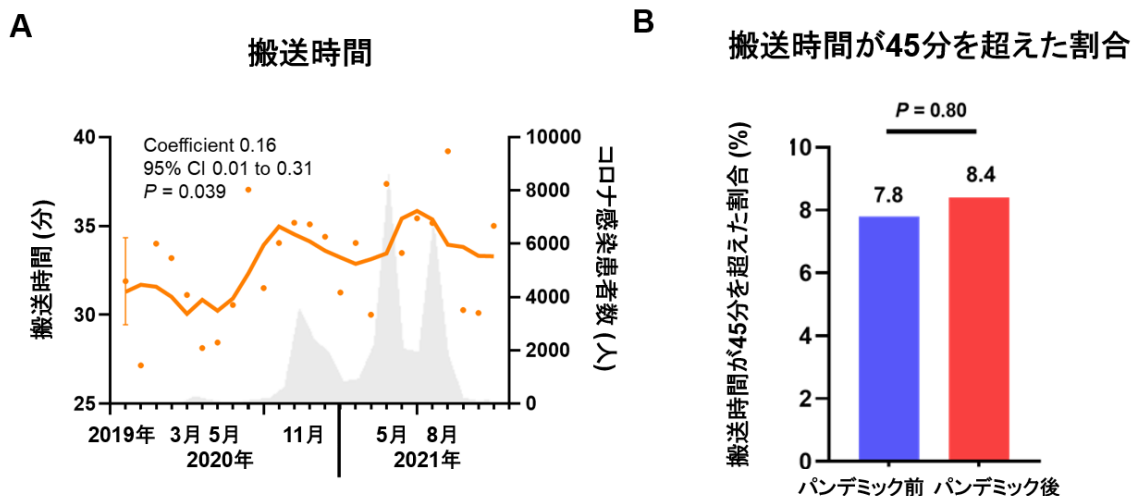 A
搬送時間
Coefficient 0.16
95% CI 0.01 to 0.31
P = 0.039
搬送時間 (分)
40
35
30
25
コロナ感染患者数 (人)
10000
8000
6000
4000
2000
0
2019年 3月 5月 11月 5月 8月
2020年 2021年
B
搬送時間が45分を超えた割合
P = 0.80
搬送時間が45分を超えた割合 (%)
10
8
6
4
2
0
7.8
8.4
パンデミック前 パンデミック後